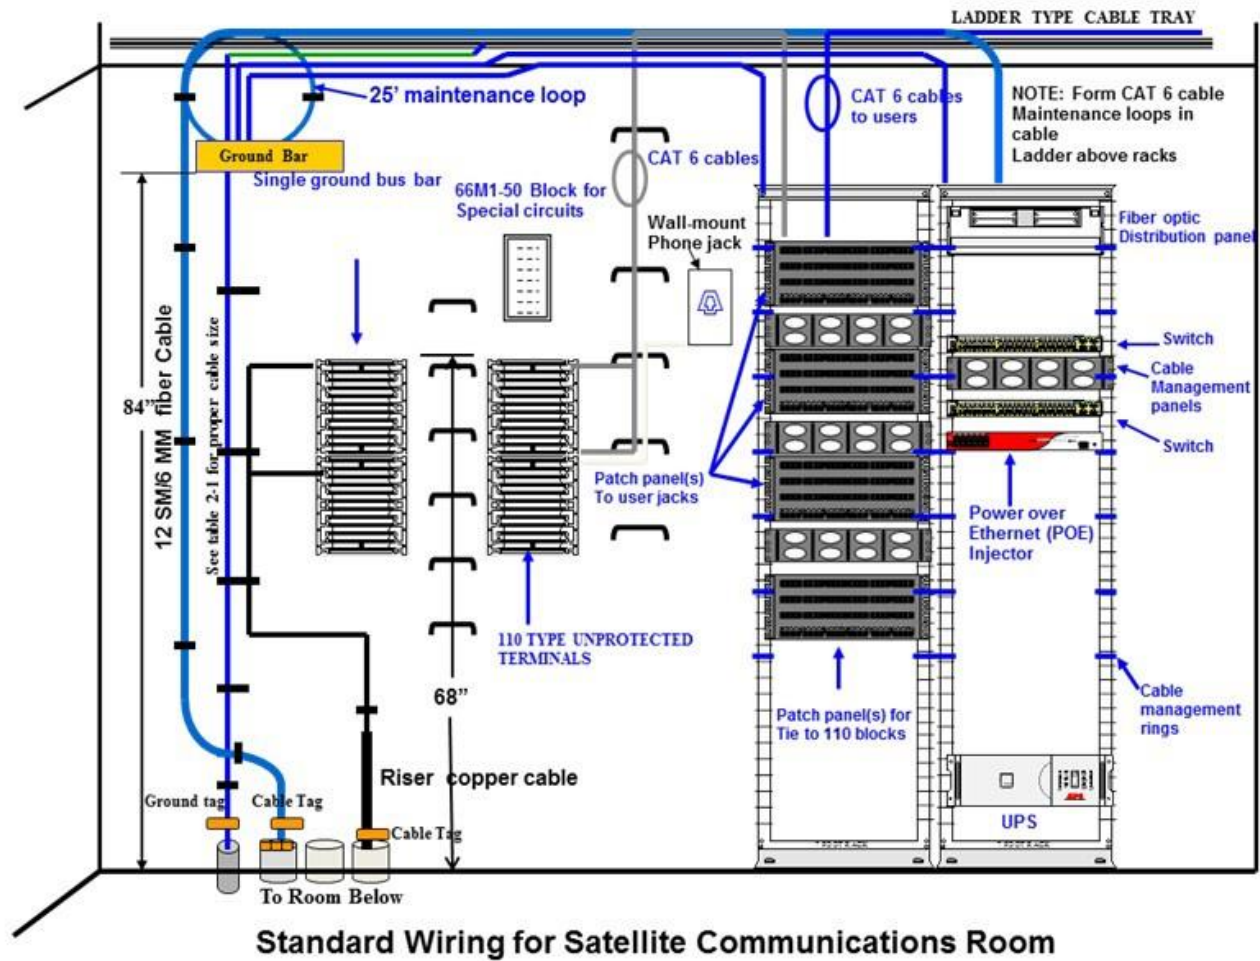 LADDER TYPE CABLE TRAY
25' maintenance loop
CAT 6 cables
to users
NOTE: Form CAT 6 cable
Maintenance loops in
cable
Ladder above racks
Ground Bar
Single ground bus bar
CAT 6 cables
66M1-50 Block for
Special circuits
Wall-mount
Phone jack
Fiber optic
Distribution panel
Switch
Cable
Management
panels
Switch
84”
12 SM/6 MM fiber Cable
See table 2-1 for proper cable size
Patch panel(s)
To user jacks
Power over
Ethernet (POE)
Injector
110 TYPE UNPROTECTED
TERMINALS
68”
Patch panel(s) for
Tie to 110 blocks
Cable
management
rings
Riser copper cable
Ground tag
Cable Tag
Cable Tag
UPS
To Room Below
Standard Wiring for Satellite Communications Room